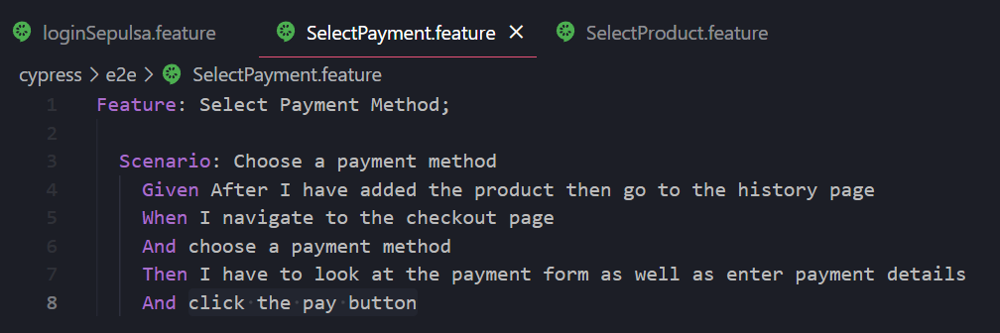 loginSepulsa.feature SelectPayment.feature × SelectProduct.feature
cypress > e2e > SelectPayment.feature
1 Feature: Select Payment Method;
2
3 Scenario: Choose a payment method
4 Given After I have added the product then go to the history page
5 When I navigate to the checkout page
6 And choose a payment method
7 Then I have to look at the payment form as well as enter payment details
8 And click the pay button